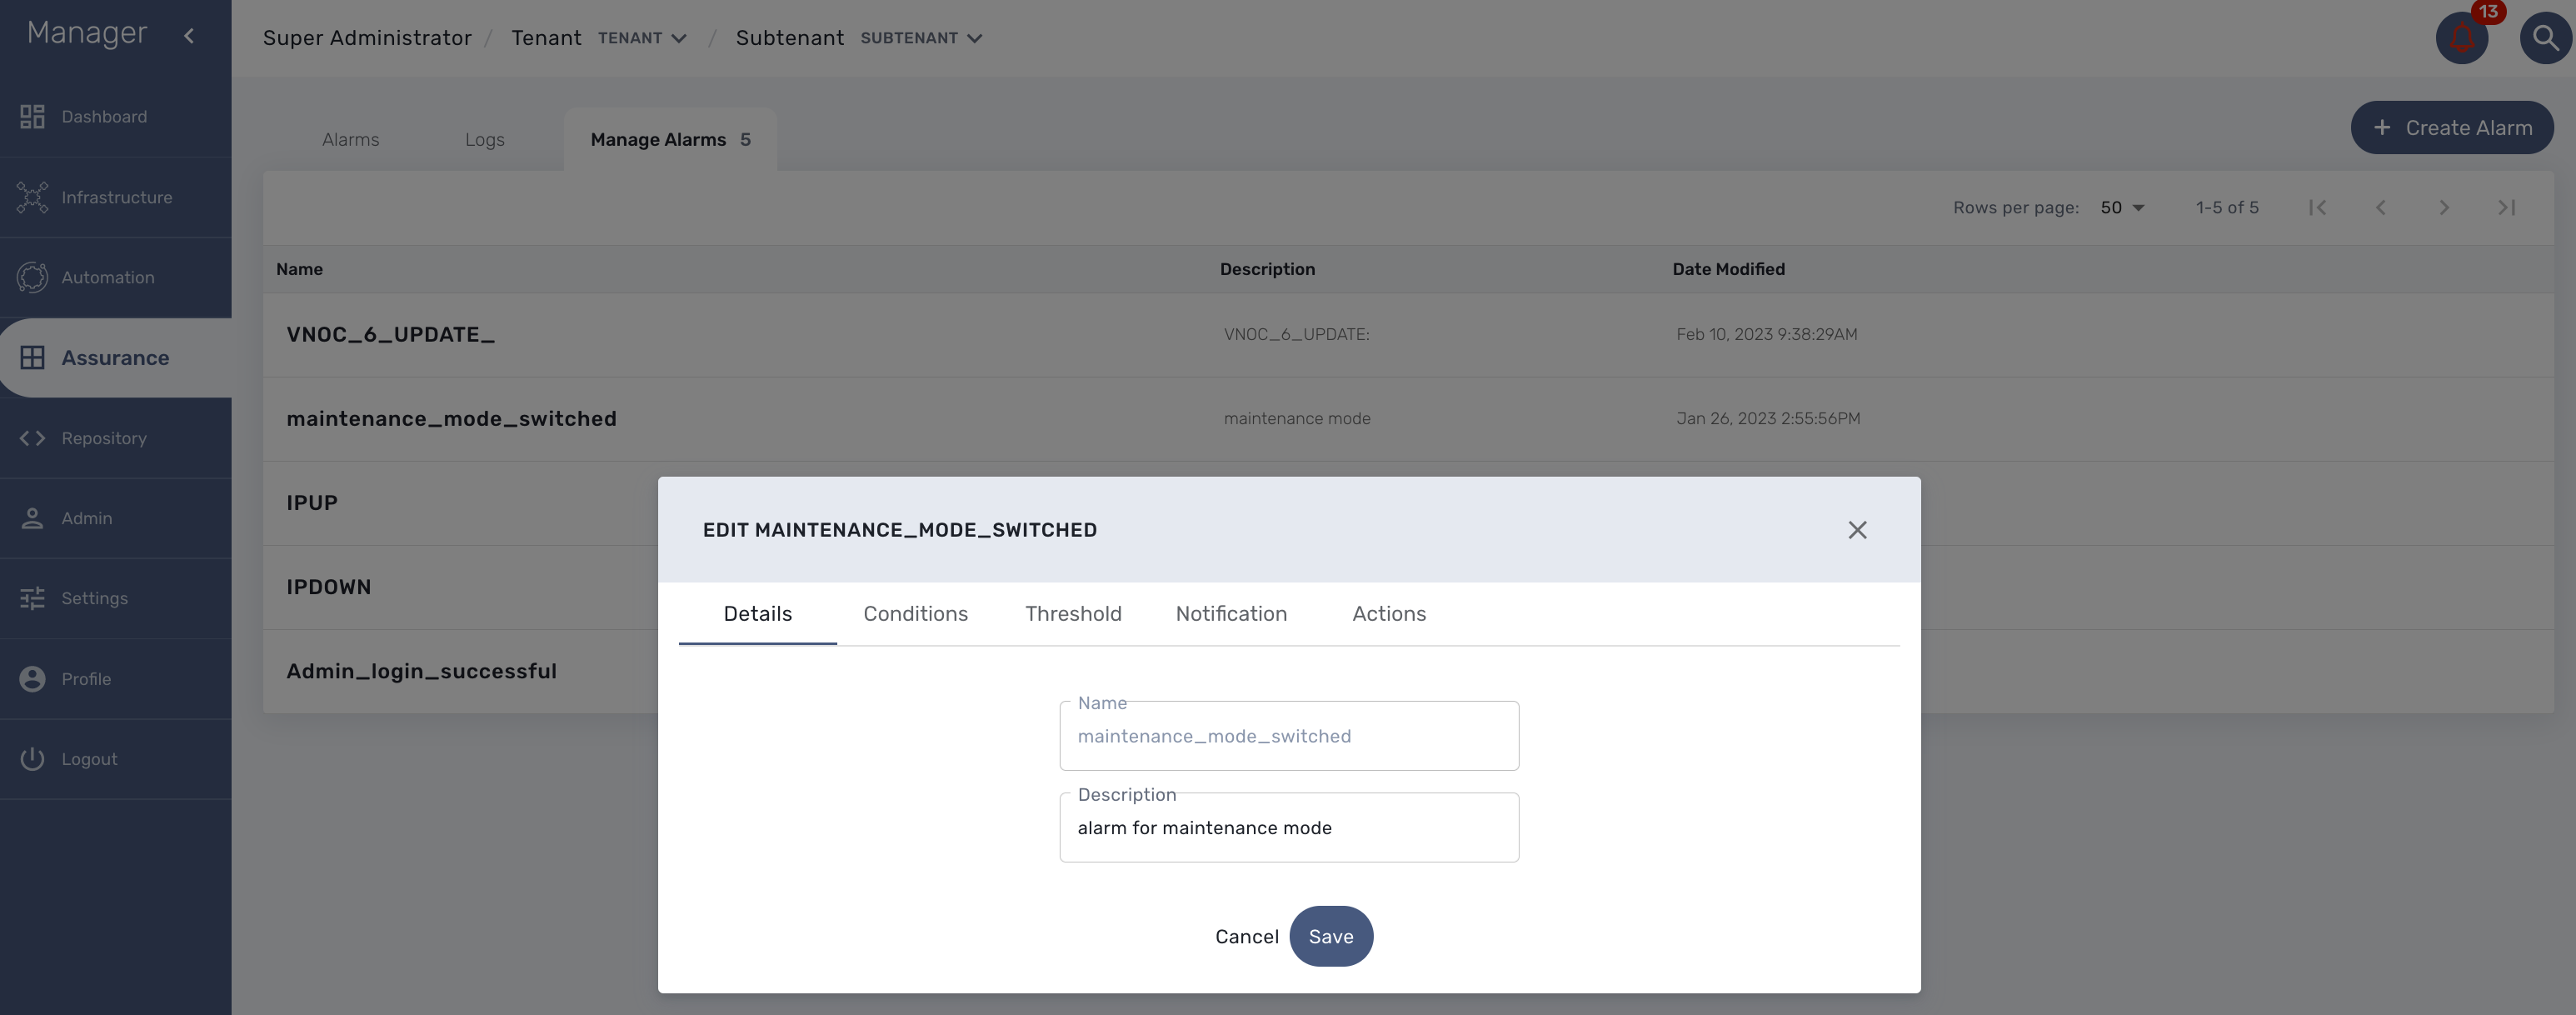 Manager
Super Administrator / Tenant TENANT / Subtenant SUBTENANT
13
Dashboard
Infrastructure
Automation
Assurance
Repository
Admin
Settings
Profile
Logout
Alarms Logs Manage Alarms 5
+ Create Alarm
Rows per page: 50 1-5 of 5
Name Description Date Modified
VNOC_6_UPDATE_ VNOC_6_UPDATE: Feb 10, 2023 9:38:29AM
maintenance_mode_switched maintenance mode Jan 26, 2023 2:55:56PM
IPUP
IPDOWN
Admin_login_successful
EDIT MAINTENANCE_MODE_SWITCHED
Details Conditions Threshold Notification Actions
Name
maintenance_mode_switched
Description
alarm for maintenance mode
Cancel Save